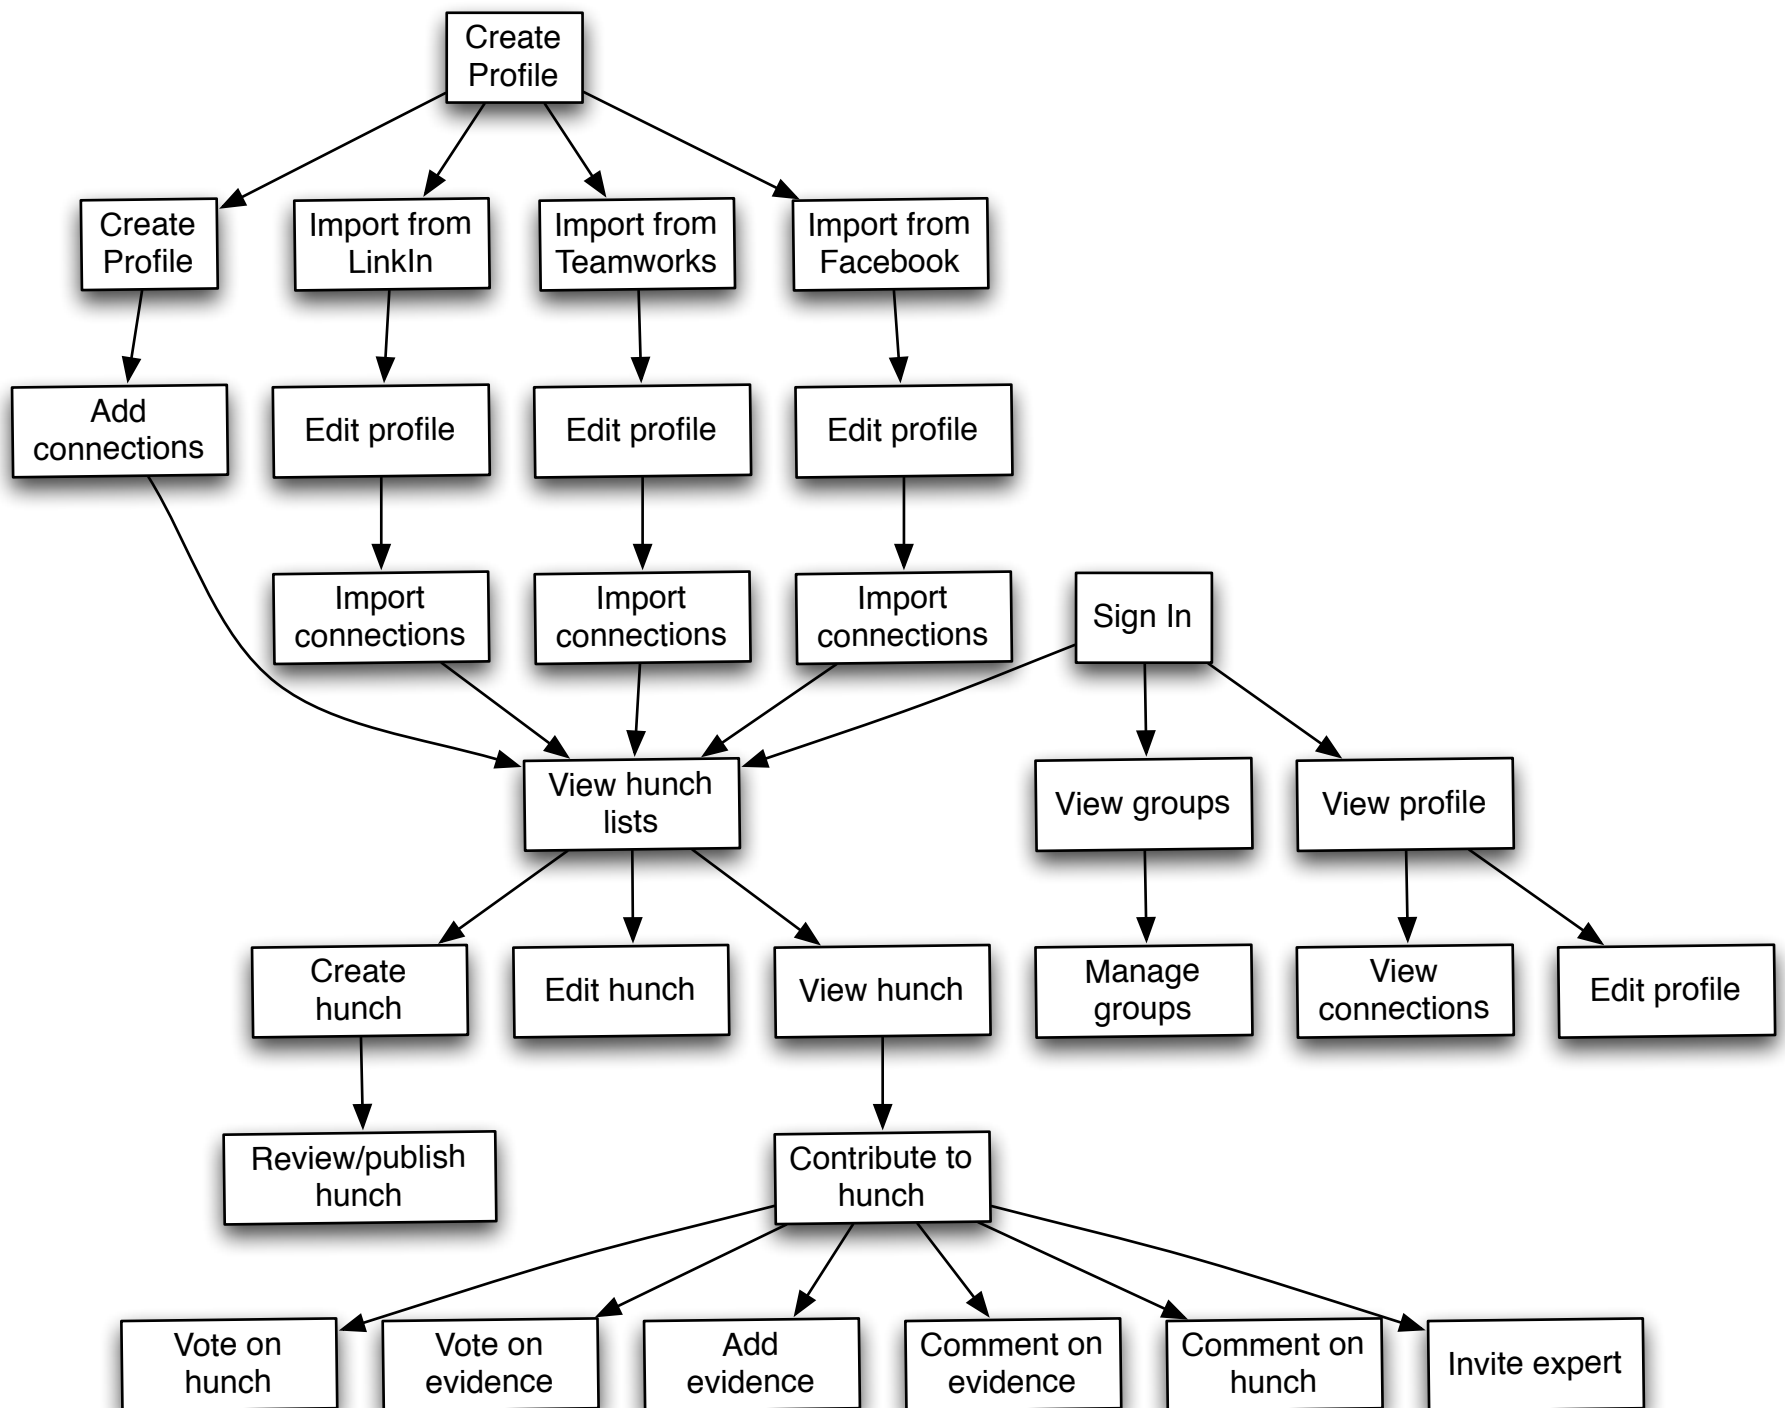 Create
Profile
Create
Profile
Import from
LinkIn
Import from
Teamworks
Import from
Facebook
Add
connections
Edit profile
Edit profile
Edit profile
Import
connections
Import
connections
Import
connections
Sign In
View hunch
lists
View groups
View profile
Create
hunch
Edit hunch
View hunch
Manage
groups
View
connections
Edit profile
Review/publish
hunch
Contribute to
hunch
Vote on
hunch
Vote on
evidence
Add
evidence
Comment on
evidence
Comment on
hunch
Invite expert